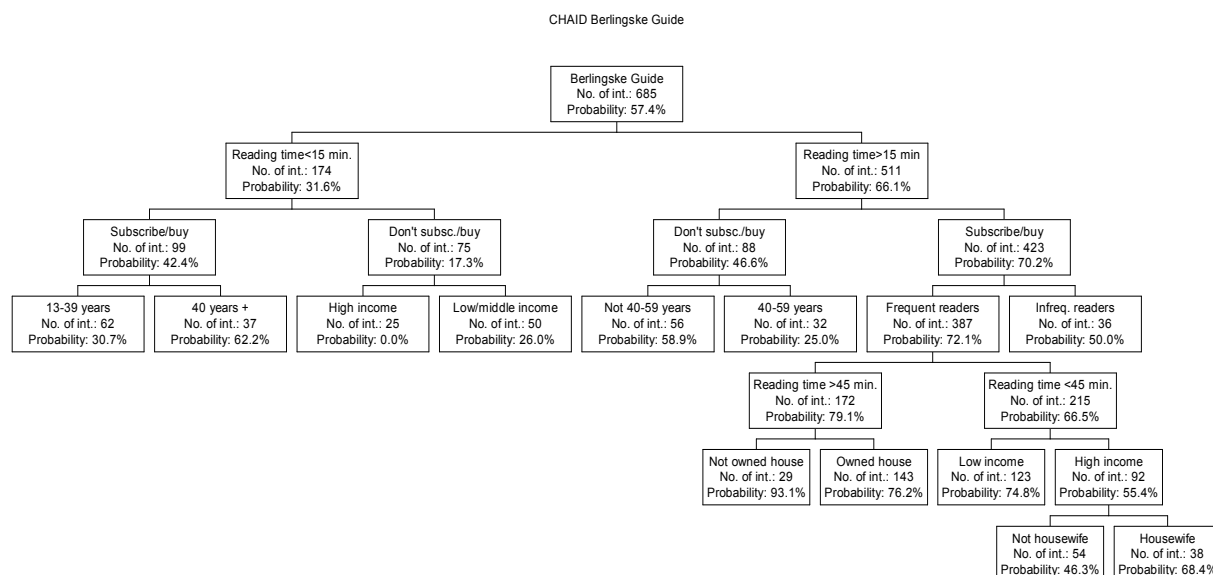 CHAID Berlingske Guide
Berlingske Guide
No. of int.: 685
Probability: 57.4%
Reading time<15 min.
No. of int.: 174
Probability: 31.6%
Reading time>15 min
No. of int.: 511
Probability: 66.1%
Subscribe/buy
No. of int.: 99
Probability: 42.4%
Don't subsc./buy
No. of int.: 75
Probability: 17.3%
Don't subsc./buy
No. of int.: 88
Probability: 46.6%
Subscribe/buy
No. of int.: 423
Probability: 70.2%
13-39 years
No. of int.: 62
Probability: 30.7%
40 years +
No. of int.: 37
Probability: 62.2%
High income
No. of int.: 25
Probability: 0.0%
Low/middle income
No. of int.: 50
Probability: 26.0%
Not 40-59 years
No. of int.: 56
Probability: 58.9%
40-59 years
No. of int.: 32
Probability: 25.0%
Frequent readers
No. of int.: 387
Probability: 72.1%
Infreq. readers
No. of int.: 36
Probability: 50.0%
Reading time >45 min.
No. of int.: 172
Probability: 79.1%
Reading time <45 min.
No. of int.: 215
Probability: 66.5%
Not owned house
No. of int.: 29
Probability: 93.1%
Owned house
No. of int.: 143
Probability: 76.2%
Low income
No. of int.: 123
Probability: 74.8%
High income
No. of int.: 92
Probability: 55.4%
Not housewife
No. of int.: 54
Probability: 46.3%
Housewife
No. of int.: 38
Probability: 68.4%